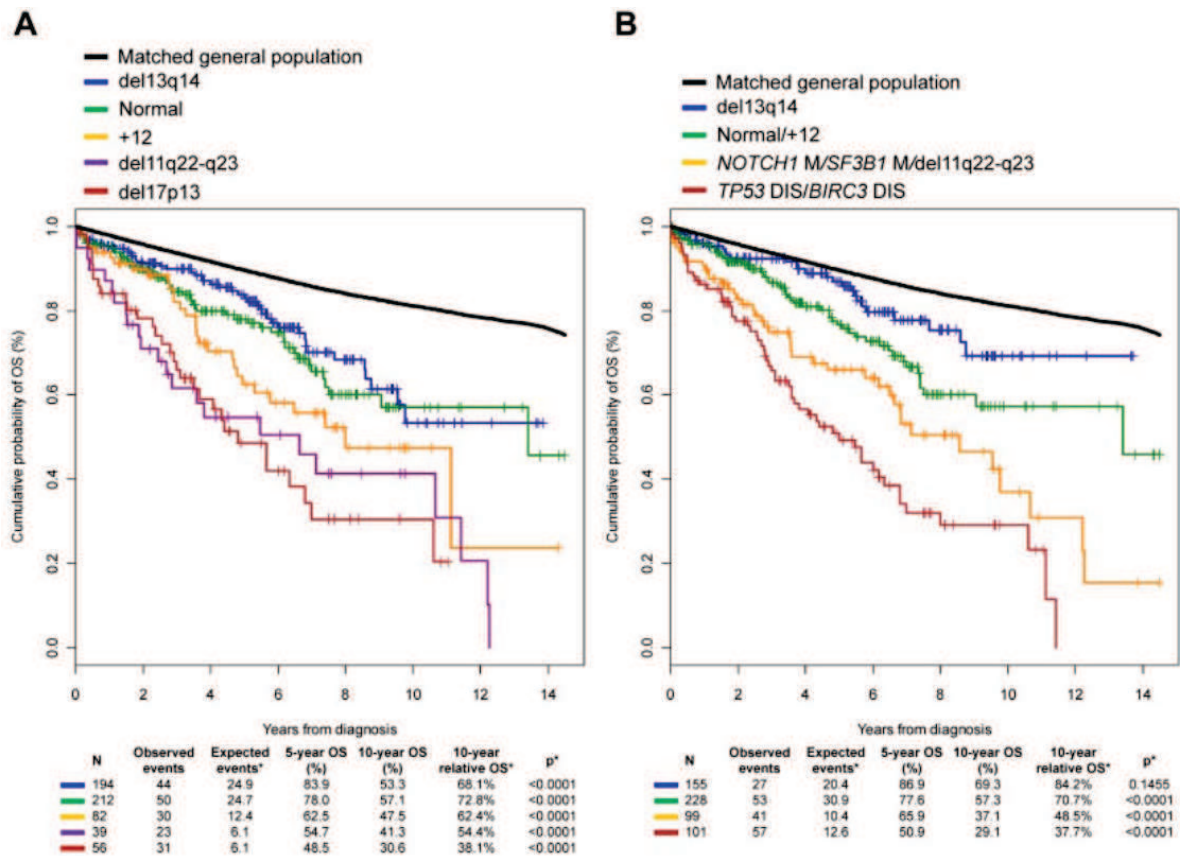 A
Matched general population
del13q14
Normal
+12
del11q22-q23
del17p13
Cumulative probability of OS (%)
1.0
0.8
0.6
0.4
0.2
0.0
0 2 4 6 8 10 12 14
Years from diagnosis
N Observed events Expected events* 5-year OS (%) 10-year OS (%) 10-year relative OS* p*
194 44 24.9 83.9 53.3 68.1% <0.0001
212 50 24.7 78.0 57.1 72.8% <0.0001
82 30 12.4 62.5 47.5 62.4% <0.0001
39 23 6.1 54.7 41.3 54.4% <0.0001
56 31 6.1 48.5 30.6 38.1% <0.0001
B
Matched general population
del13q14
Normal/+12
NOTCH1 M/SF3B1 M/del11q22-q23
TP53 DIS/BIRC3 DIS
Cumulative probability of OS (%)
1.0
0.8
0.6
0.4
0.2
0.0
0 2 4 6 8 10 12 14
Years from diagnosis
N Observed events Expected events* 5-year OS (%) 10-year OS (%) 10-year relative OS* p*
155 27 20.4 86.9 69.3 84.2% 0.1455
228 53 30.9 77.6 57.3 70.7% <0.0001
99 41 10.4 65.9 37.1 48.5% <0.0001
101 57 12.6 50.9 29.1 37.7% <0.0001